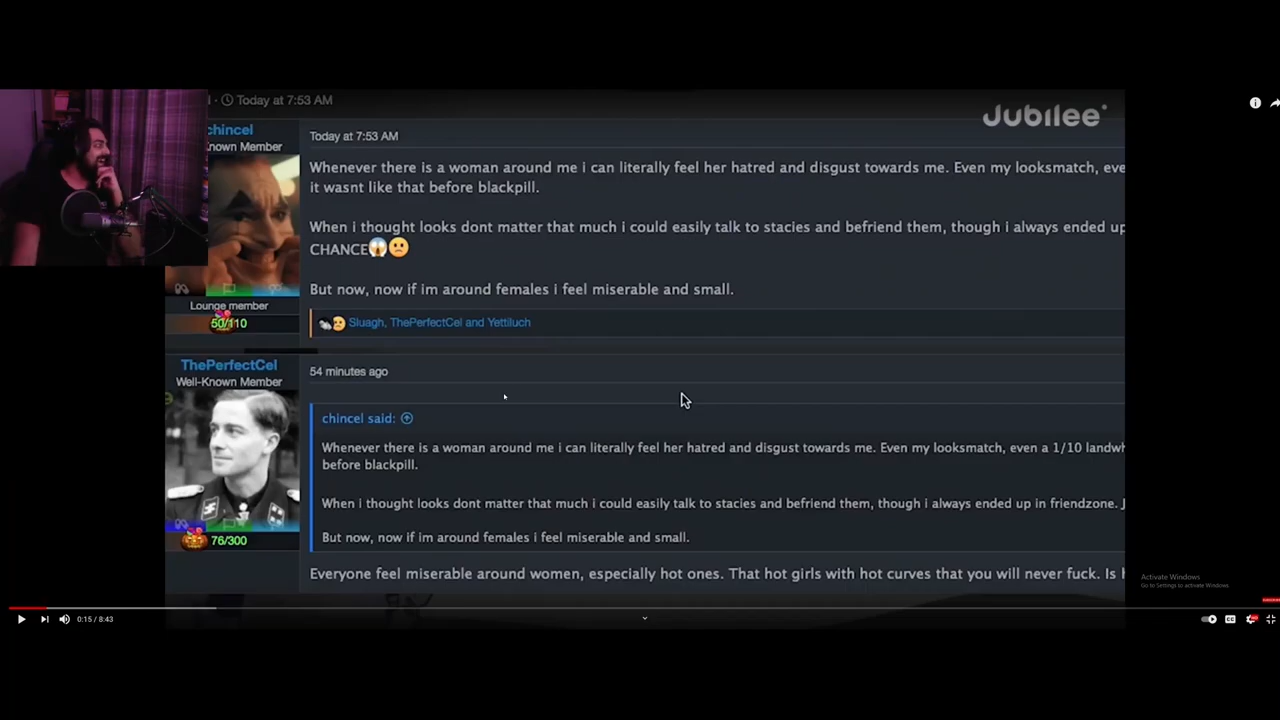 Today at 7:53 AM
Jubilee
chincel
Known Member
Today at 7:53 AM
Whenever there is a woman around me i can literally feel her hatred and disgust towards me. Even my looksmatch, eve
it wasnt like that before blackpill.
When i thought looks dont matter that much i could easily talk to stacies and befriend them, though i always ended up
CHANCE😱🙁
But now, now if im around females i feel miserable and small.
Lounge member
50/110
Sluagh, ThePerfectCel and Yettiluch
ThePerfectCel
Well-Known Member
54 minutes ago
chincel said:
Whenever there is a woman around me i can literally feel her hatred and disgust towards me. Even my looksmatch, even a 1/10 landwh
before blackpill.
When i thought looks dont matter that much i could easily talk to stacies and befriend them, though i always ended up in friendzone. J
But now, now if im around females i feel miserable and small.
76/300
Everyone feel miserable around women, especially hot ones. That hot girls with hot curves that you will never fuck. Is h
Activate Windows
Go to Settings to activate Windows.
0:15 / 8:43